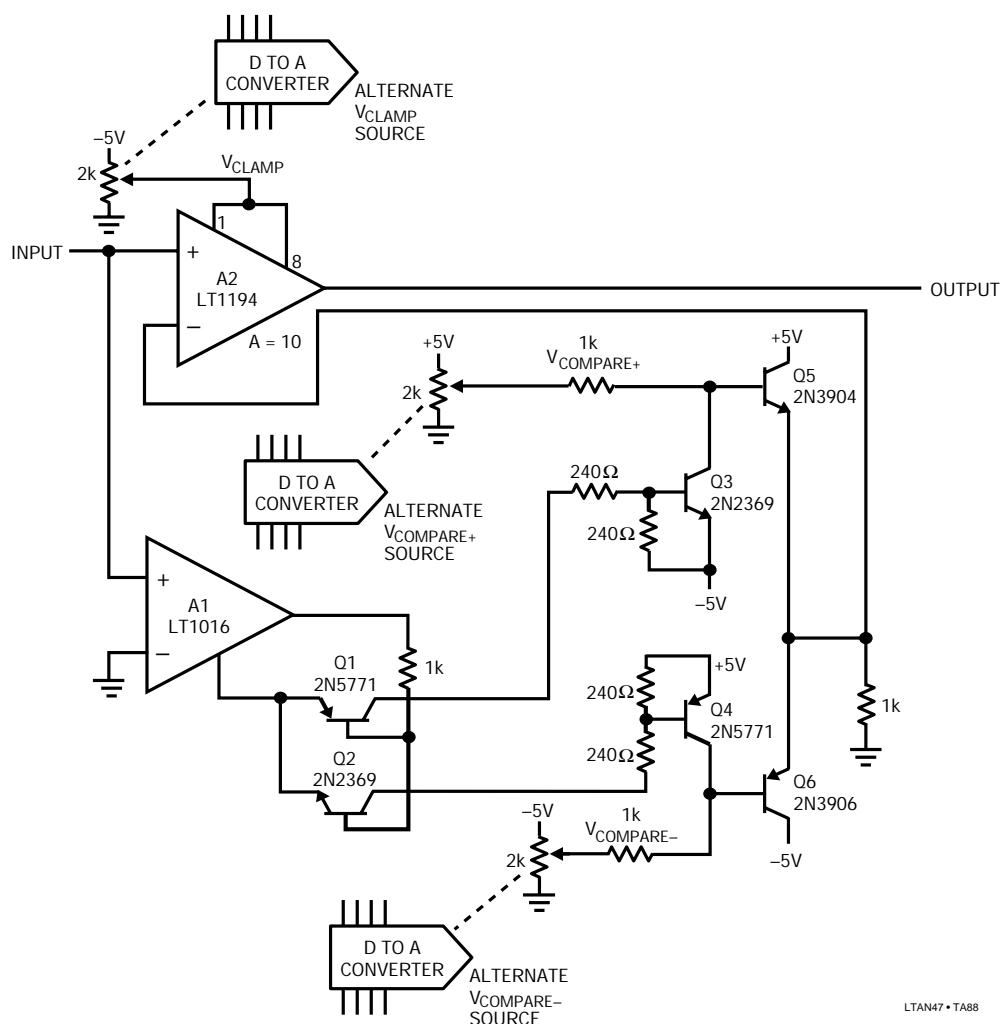 D TO A
CONVERTER
ALTERNATE
VCLAMP
SOURCE
–5V
2k
VCLAMP
1
8
INPUT
+
A2
LT1194
–
A = 10
OUTPUT
+5V
2k
1k
VCOMPARE+
+5V
Q5
2N3904
D TO A
CONVERTER
ALTERNATE
VCOMPARE+
SOURCE
240Ω
Q3
2N2369
240Ω
–5V
+
A1
LT1016
–
1k
Q1
2N5771
+5V
240Ω
Q4
2N5771
1k
Q2
2N2369
240Ω
Q6
2N3906
–5V
–5V
2k
1k
VCOMPARE–
D TO A
CONVERTER
ALTERNATE
VCOMPARE–
SOURCE
LTAN47 • TA88